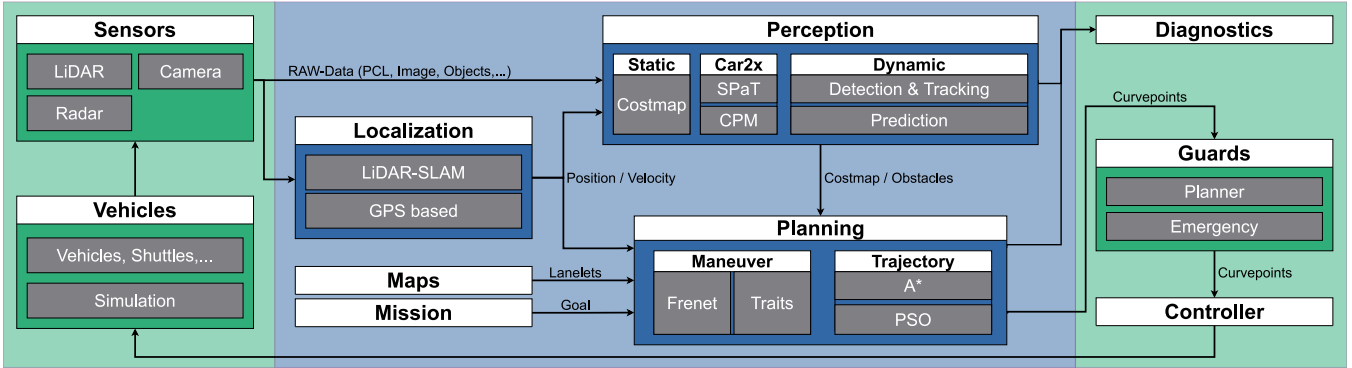 Sensors
LiDAR
Camera
Radar
Vehicles
Vehicles, Shuttles,...
Simulation
RAW-Data (PCL, Image, Objects,...)
Localization
LiDAR-SLAM
GPS based
Position / Velocity
Maps
Lanelets
Mission
Goal
Perception
Static
Costmap
Car2x
SPaT
CPM
Dynamic
Detection & Tracking
Prediction
Costmap / Obstacles
Planning
Maneuver
Frenet
Traits
Trajectory
A*
PSO
Diagnostics
Curvepoints
Guards
Planner
Emergency
Curvepoints
Controller